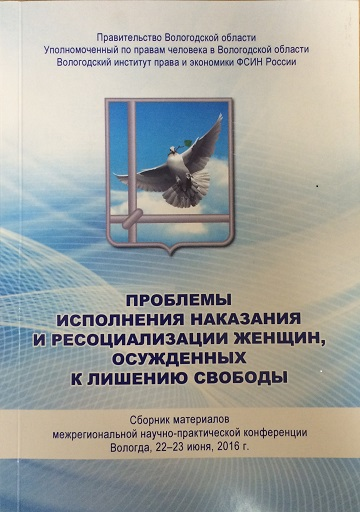 Правительство Вологодской области
Уполномоченный по правам человека в Вологодской области
Вологодский институт права и экономики ФСИН России
ПРОБЛЕМЫ
ИСПОЛНЕНИЯ НАКАЗАНИЯ
И РЕСОЦИАЛИЗАЦИИ ЖЕНЩИН,
ОСУЖДЕННЫХ
К ЛИШЕНИЮ СВОБОДЫ
Сборник материалов
межрегиональной научно-практической конференции
Вологда, 22–23 июня, 2016 г.